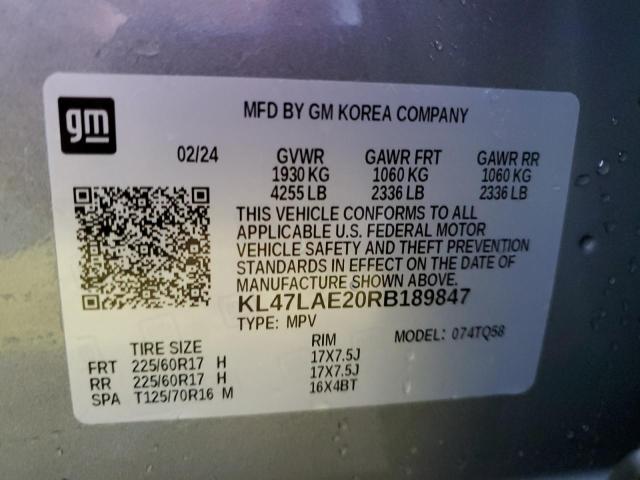 gm
MFD BY GM KOREA COMPANY
02/24 GVWR GAWR FRT GAWR RR
1930 KG 1060 KG 1060 KG
4255 LB 2336 LB 2336 LB
THIS VEHICLE CONFORMS TO ALL
APPLICABLE U.S. FEDERAL MOTOR
VEHICLE SAFETY AND THEFT PREVENTION
STANDARDS IN EFFECT ON THE DATE OF
MANUFACTURE SHOWN ABOVE.
KL47LAE20RB189847
TYPE: MPV MODEL: 074TQ58
TIRE SIZE RIM
FRT 225/60R17 H 17X7.5J
RR 225/60R17 H 17X7.5J
SPA T125/70R16 M 16X4BT